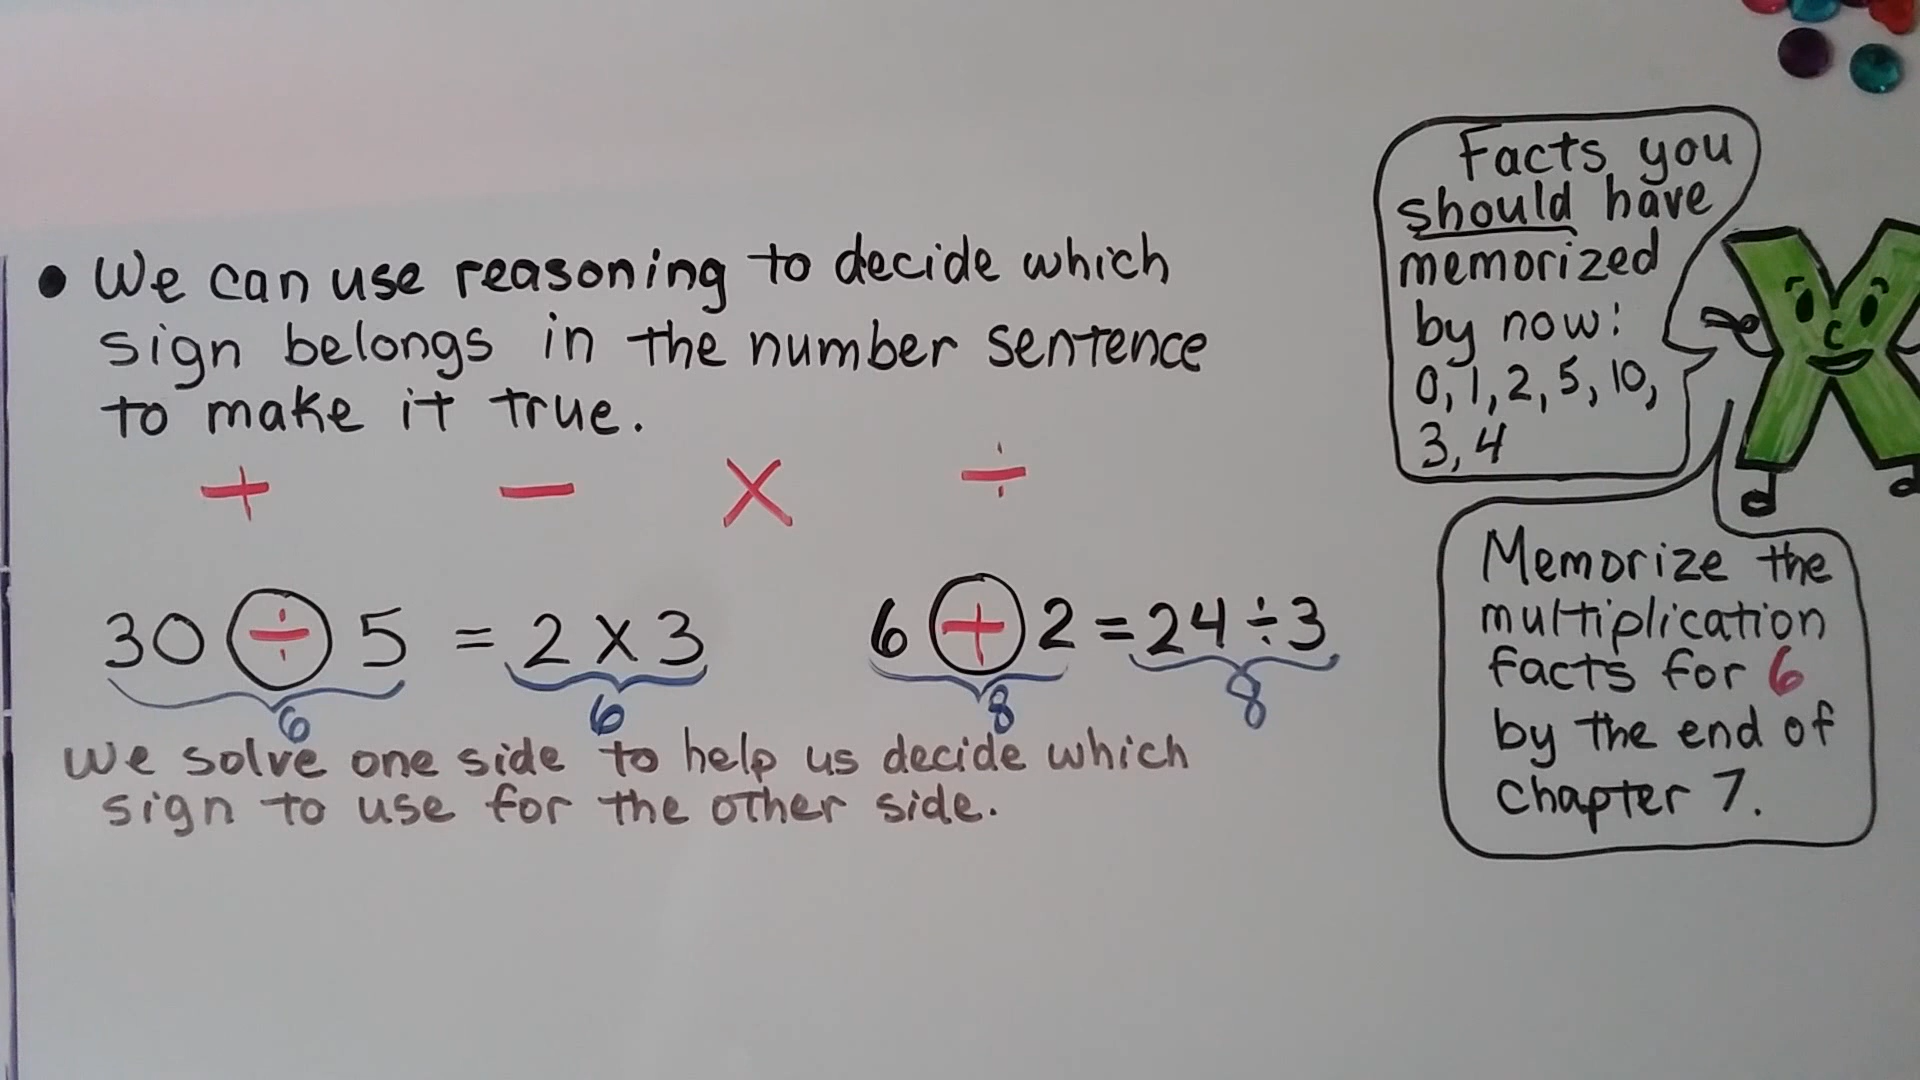 • We can use reasoning to decide which
sign belongs in the number sentence
to make it true.
+ − × ÷
30 ÷ 5 = 2 × 3
6 6
6 + 2 = 24 ÷ 3
8 8
We solve one side to help us decide which
sign to use for the other side.
Facts you
should have
memorized
by now:
0, 1, 2, 5, 10,
3, 4
Memorize the
multiplication
facts for 6
by the end of
Chapter 7.